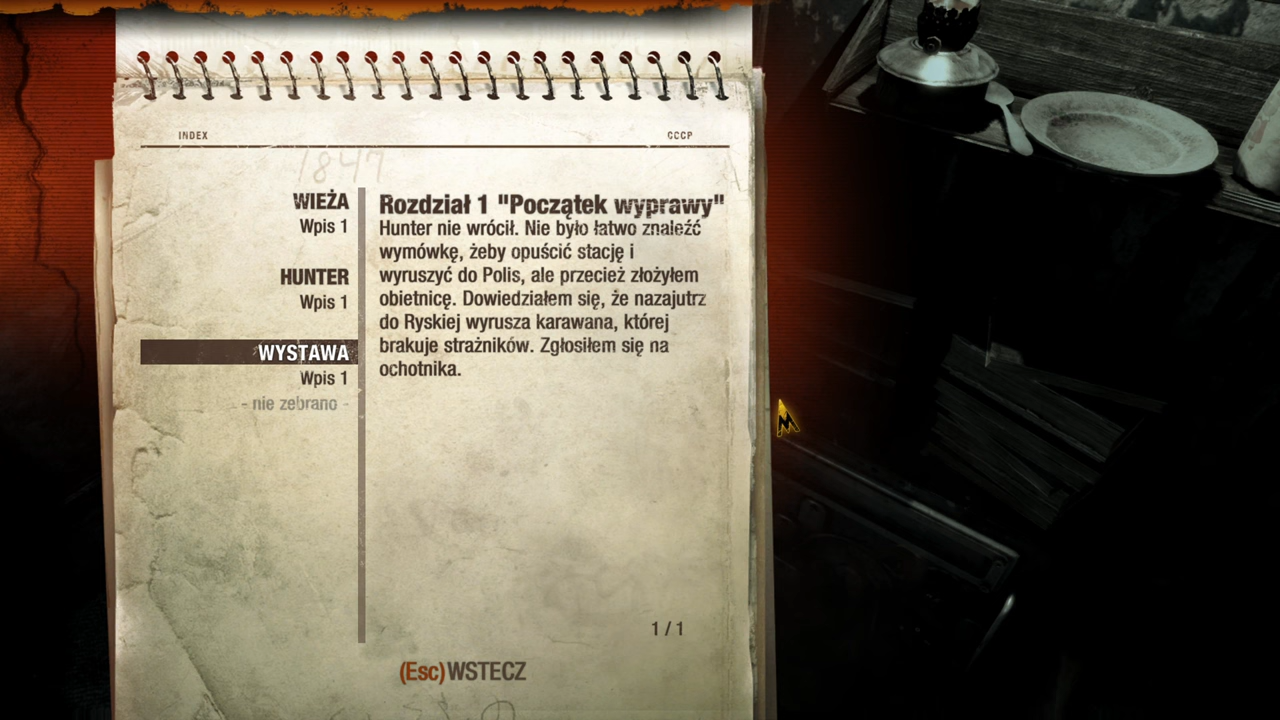 INDEX
CCCP
1847
WIEŻA
Wpis 1
HUNTER
Wpis 1
WYSTAWA
Wpis 1
- nie zebrano -
Rozdział 1 "Początek wyprawy"
Hunter nie wrócił. Nie było łatwo znaleźć
wymówkę, żeby opuścić stację i
wyruszyć do Polis, ale przecież złożyłem
obietnicę. Dowiedziałem się, że nazajutrz
do Ryskiej wyrusza karawana, której
brakuje strażników. Zgłosiłem się na
ochotnika.
1 / 1
(Esc)WSTECZ